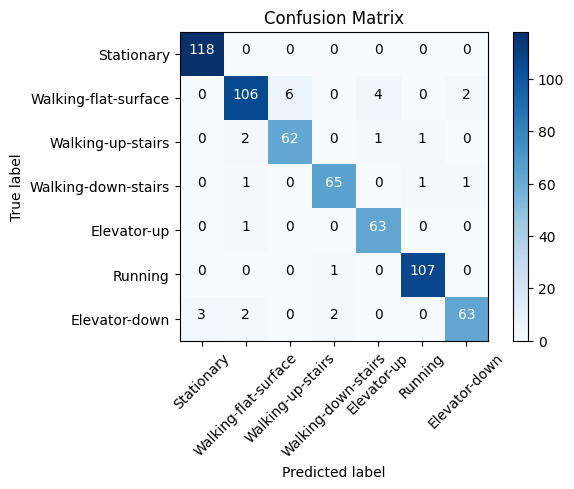 Confusion Matrix
True label
Stationary 118 0 0 0 0 0 0
Walking-flat-surface 0 106 6 0 4 0 2
Walking-up-stairs 0 2 62 0 1 1 0
Walking-down-stairs 0 1 0 65 0 1 1
Elevator-up 0 1 0 0 63 0 0
Running 0 0 0 1 0 107 0
Elevator-down 3 2 0 2 0 0 63
Stationary
Walking-flat-surface
Walking-up-stairs
Walking-down-stairs
Elevator-up
Running
Elevator-down
Predicted label
100
80
60
40
20
0